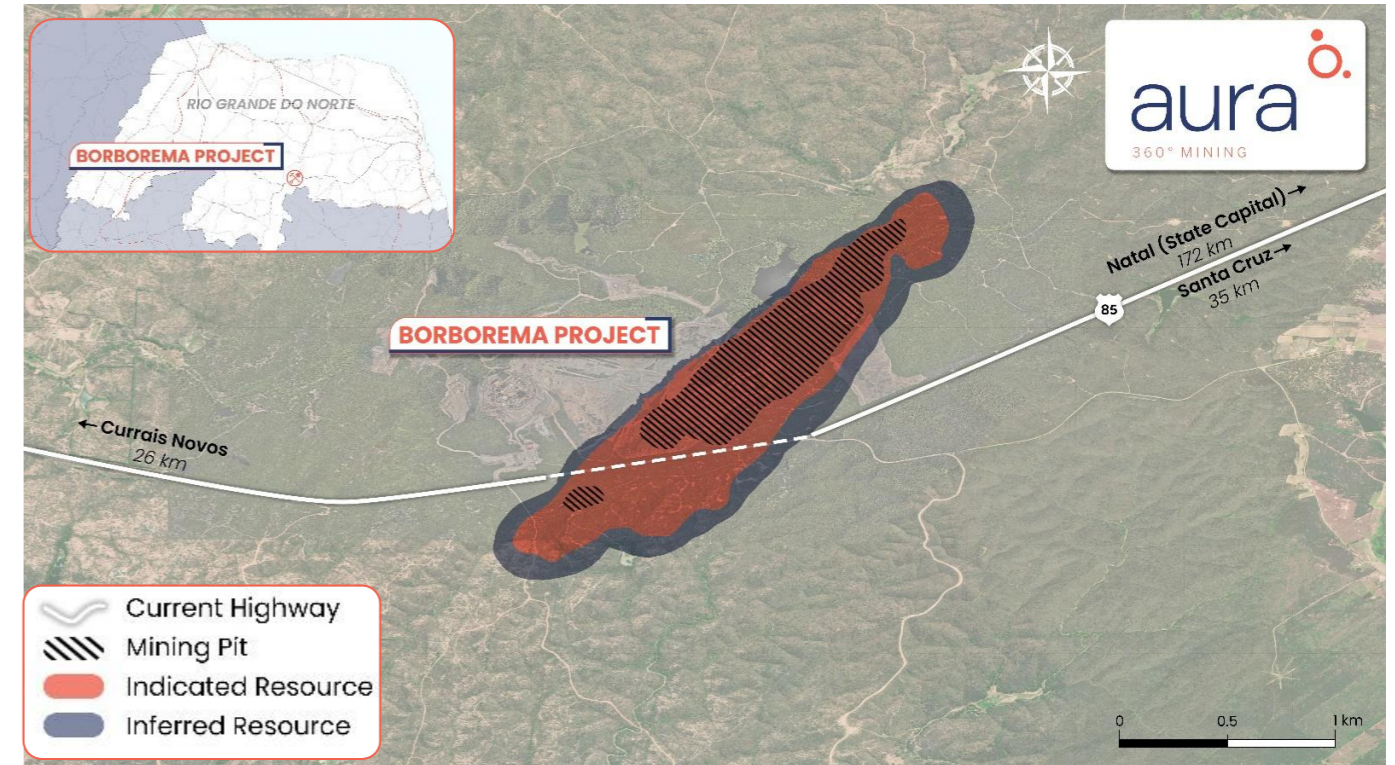 RIO GRANDE DO NORTE
BORBOREMA PROJECT
aura
360° MINING
Natal (State Capital)→
172 km
Santa Cruz→
35 km
85
BORBOREMA PROJECT
←Currais Novos
26 km
Current Highway
Mining Pit
Indicated Resource
Inferred Resource
0 0.5 1 km